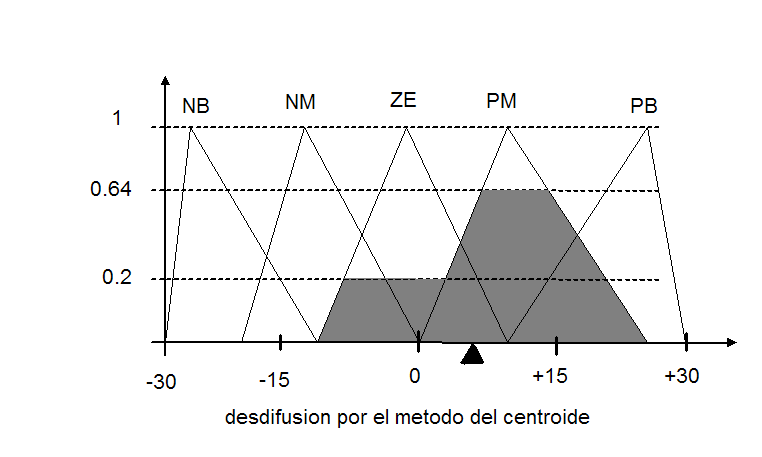 NB NM ZE PM PB
1
0.64
0.2
-30 -15 0 +15 +30
desdifusion por el metodo del centroide